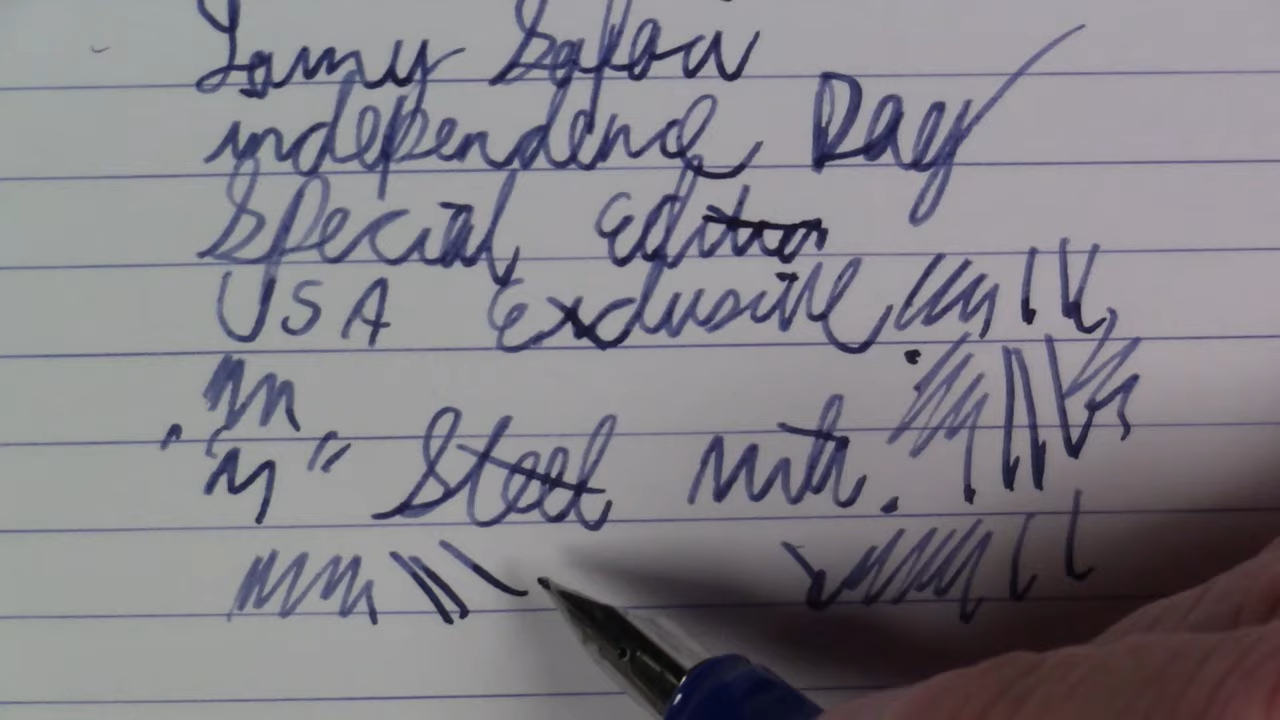 Lamy Safari
independence Day
Special Edition
USA Exclusive
"M" Steel nib.